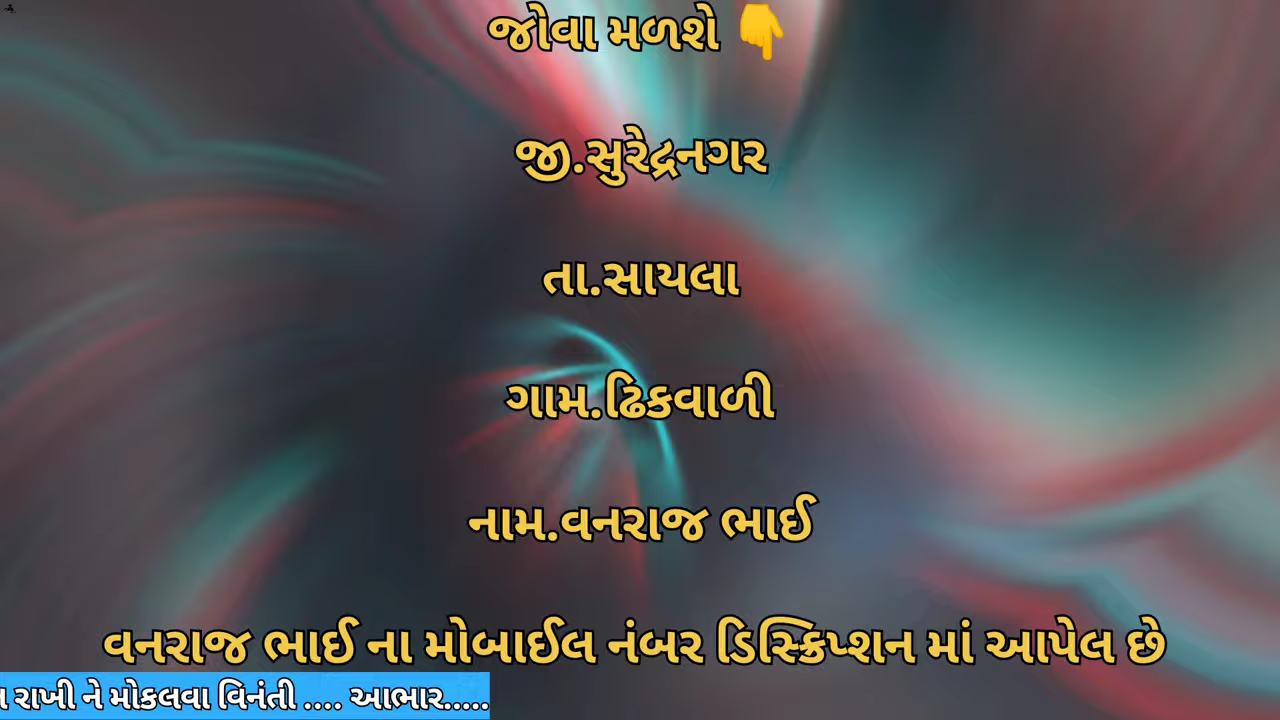 જોવા મળશે 👇
જી.સુરેદ્રનગર
તા.સાયલા
ગામ.ઢિકવાળી
નામ.વનરાજ ભાઈ
વનરાજ ભાઈ ના મોબાઈલ નંબર ડિસ્ક્રિપ્શન માં આપેલ છે
રાખી ને મોકલવા વિનંતી .... આભાર.....